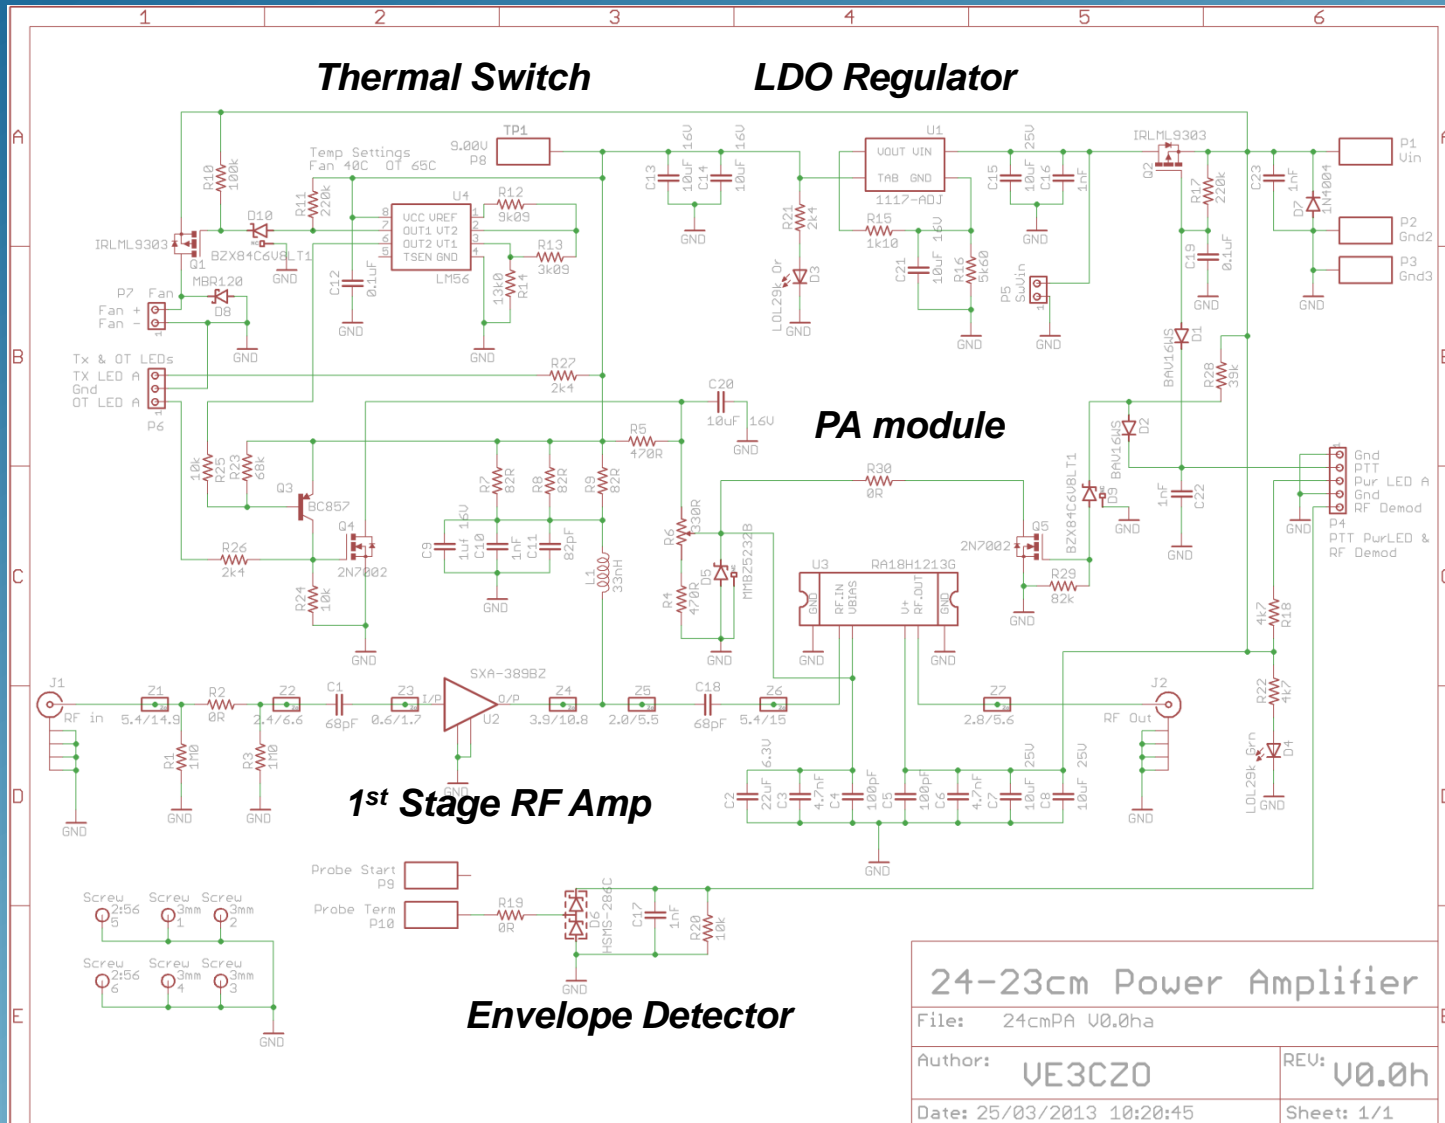 1 2 3 4 5 6
Thermal Switch
LDO Regulator
A
TP1
9.00V
P8
Temp Settings
Fan 40C OT 65C
R10
100k
R11
220k
D10
BZX84C6V8LT1
IRLML9303
Q1
MBR120
D8
GND
P7 Fan
Fan +
Fan -
1
U4
8 VCC VREF 1
7 OUT1 VT2 2
6 OUT2 VT1 3
5 TSEN GND 4
LM56
R12
9k09
R13
3k09
13k0
R14
C12
0.1uF
GND
GND
GND
C13
10uF 16V
C14
10uF 16V
GND
R21
2k4
D3
LOL29k Or
GND
U1
VOUT VIN
TAB GND
1117-ADJ
R15
1k10
C21
10uF 16V
R16
5k60
GND
C15
10uF 25V
C16
1nF
GND
P5
SwVin
1
GND
IRLML9303
Q2
R17
220k
C19
0.1uF
GND
C23
1nF
D7
1N4004
GND
P1
Vin
P2
Gnd2
P3
Gnd3
B
Tx & OT LEDs
TX LED A
Gnd
OT LED A
1
P6
R27
2k4
C20
10uF 16V
GND
PA module
D1
BAV16WS
R28
39k
D2
BAV16WS
10k
R25
R23
68k
Q3
BC857
Q4
2N7002
R26
2k4
R24
10k
GND
R7
82R
R8
82R
R9
82R
R5
470R
C9
1uf 16V
C10
1nF
C11
82pF
GND
L1
33nH
R6
330R
R4
470R
D5
MMBZ5232B
GND
R30
0R
Q5
2N7002
GND
R29
82k
BZX84C6V8LT1
D9
GND
1nF
C22
GND
1
Gnd
PTT
Pwr LED A
Gnd
RF Demod
GND
P4
PTT PwrLED &
RF Demod
C
U3
RA18H1213G
GND
RF.IN
VBIAS
V+
RF.OUT
GND
GND
GND
4k7
R18
R22
4k7
D4
LOL29k Grn
GND
J1
RF in
GND
Z1
5.4/14.9
R2
0R
R1
1M0
GND
R3
1M0
GND
Z2
2.4/6.6
C1
68pF
Z3
0.6/1.7
SXA-389BZ
I/P O/P
U2
GND
Z4
3.9/10.8
Z5
2.0/5.5
C18
68pF
Z6
5.4/15
Z7
2.8/5.6
J2
RF Out
GND
D
1st Stage RF Amp
C2
22uF 6.3V
C3
4.7nF
C4
100pF
C5
100pF
C6
4.7nF
C7
10uF 25V
C8
10uF 25V
GND
Probe Start
P9
Probe Term
P10
R19
0R
D6
HSMS-286C
C17
1nF
R20
10k
GND
Screw
2:56
5
Screw
3mm
1
Screw
3mm
2
Screw
2:56
6
Screw
3mm
4
Screw
3mm
3
GND
E
Envelope Detector
24-23cm Power Amplifier
File: 24cmPA V0.0ha
Author: VE3CZO
REV: V0.0h
Date: 25/03/2013 10:20:45
Sheet: 1/1